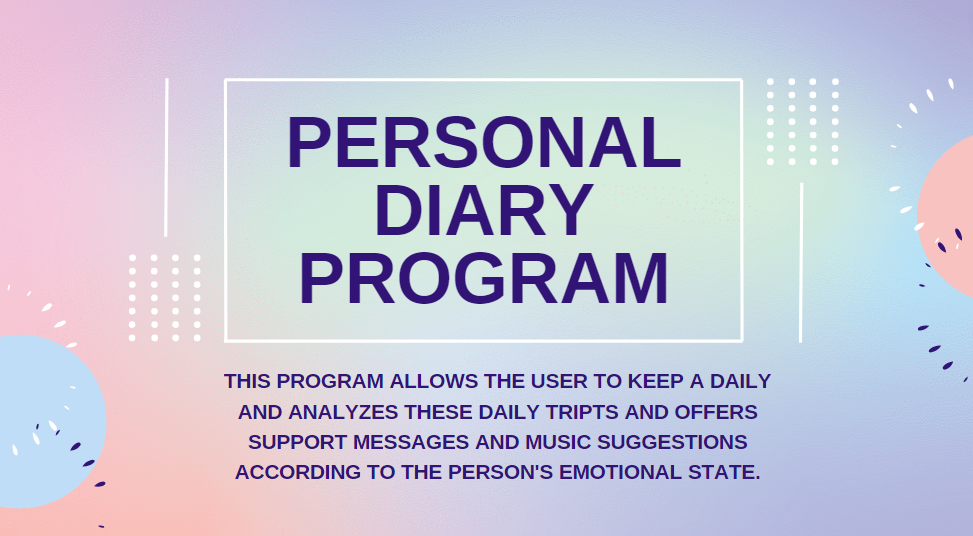 PERSONAL
DIARY
PROGRAM
THIS PROGRAM ALLOWS THE USER TO KEEP A DAILY
AND ANALYZES THESE DAILY TRIPTS AND OFFERS
SUPPORT MESSAGES AND MUSIC SUGGESTIONS
ACCORDING TO THE PERSON'S EMOTIONAL STATE.